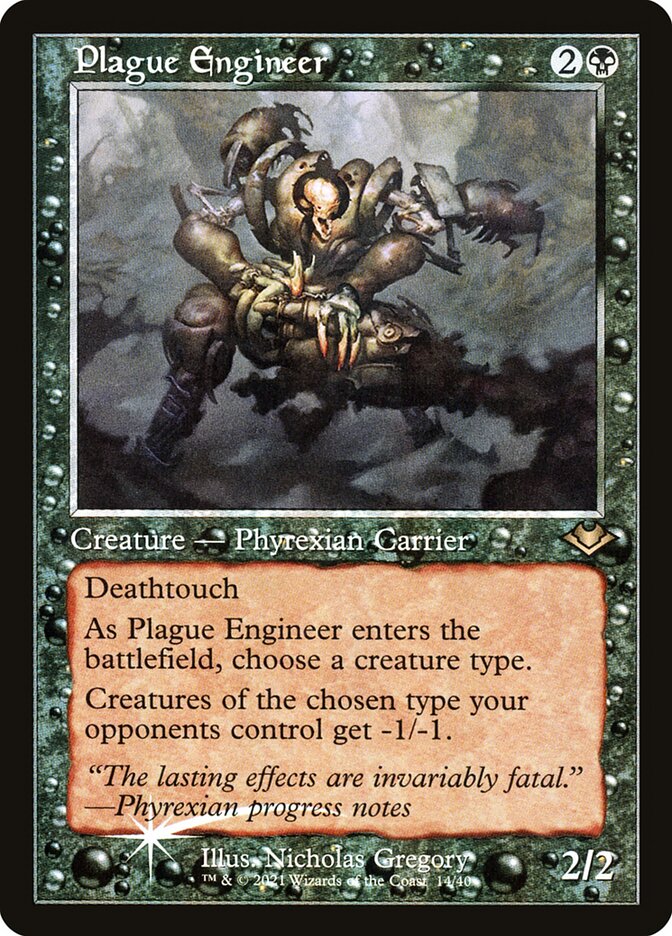 Plague Engineer 2
Creature — Phyrexian Carrier
Deathtouch
As Plague Engineer enters the
battlefield, choose a creature type.
Creatures of the chosen type your
opponents control get -1/-1.
“The lasting effects are invariably fatal.”
—Phyrexian progress notes
Illus. Nicholas Gregory
™ & © 2021 Wizards of the Coast 14/40
2/2